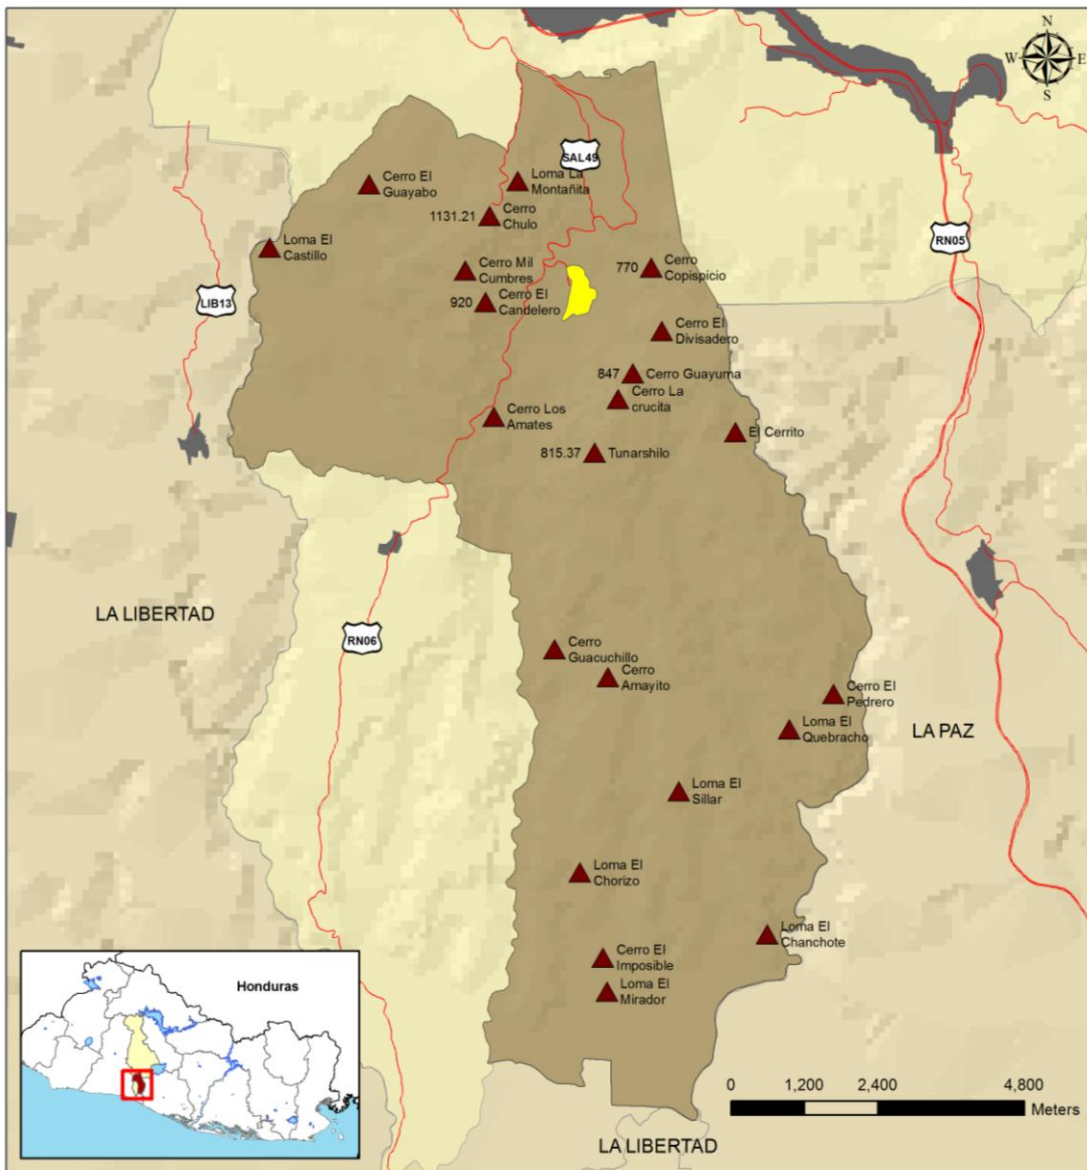 N
W E
S
SAL49
Cerro El
Guayabo
Loma La
Montañita
1131.21
Cerro
Chulo
RN05
Loma El
Castillo
Cerro Mil
Cumbres
770
Cerro
Copispicio
LIB13
920
Cerro El
Candelero
Cerro El
Divisadero
847
Cerro Guayuma
Cerro La
crucita
Cerro Los
Amates
El Cerrito
815.37
Tunarshilo
LA LIBERTAD
RN06
Cerro
Guacuchillo
Cerro
Amayito
Cerro El
Pedrero
Loma El
Quebracho
LA PAZ
Loma El
Sillar
Loma El
Chorizo
Loma El
Chanchote
Cerro El
Imposible
Loma El
Mirador
Honduras
0 1,200 2,400 4,800
Meters
LA LIBERTAD